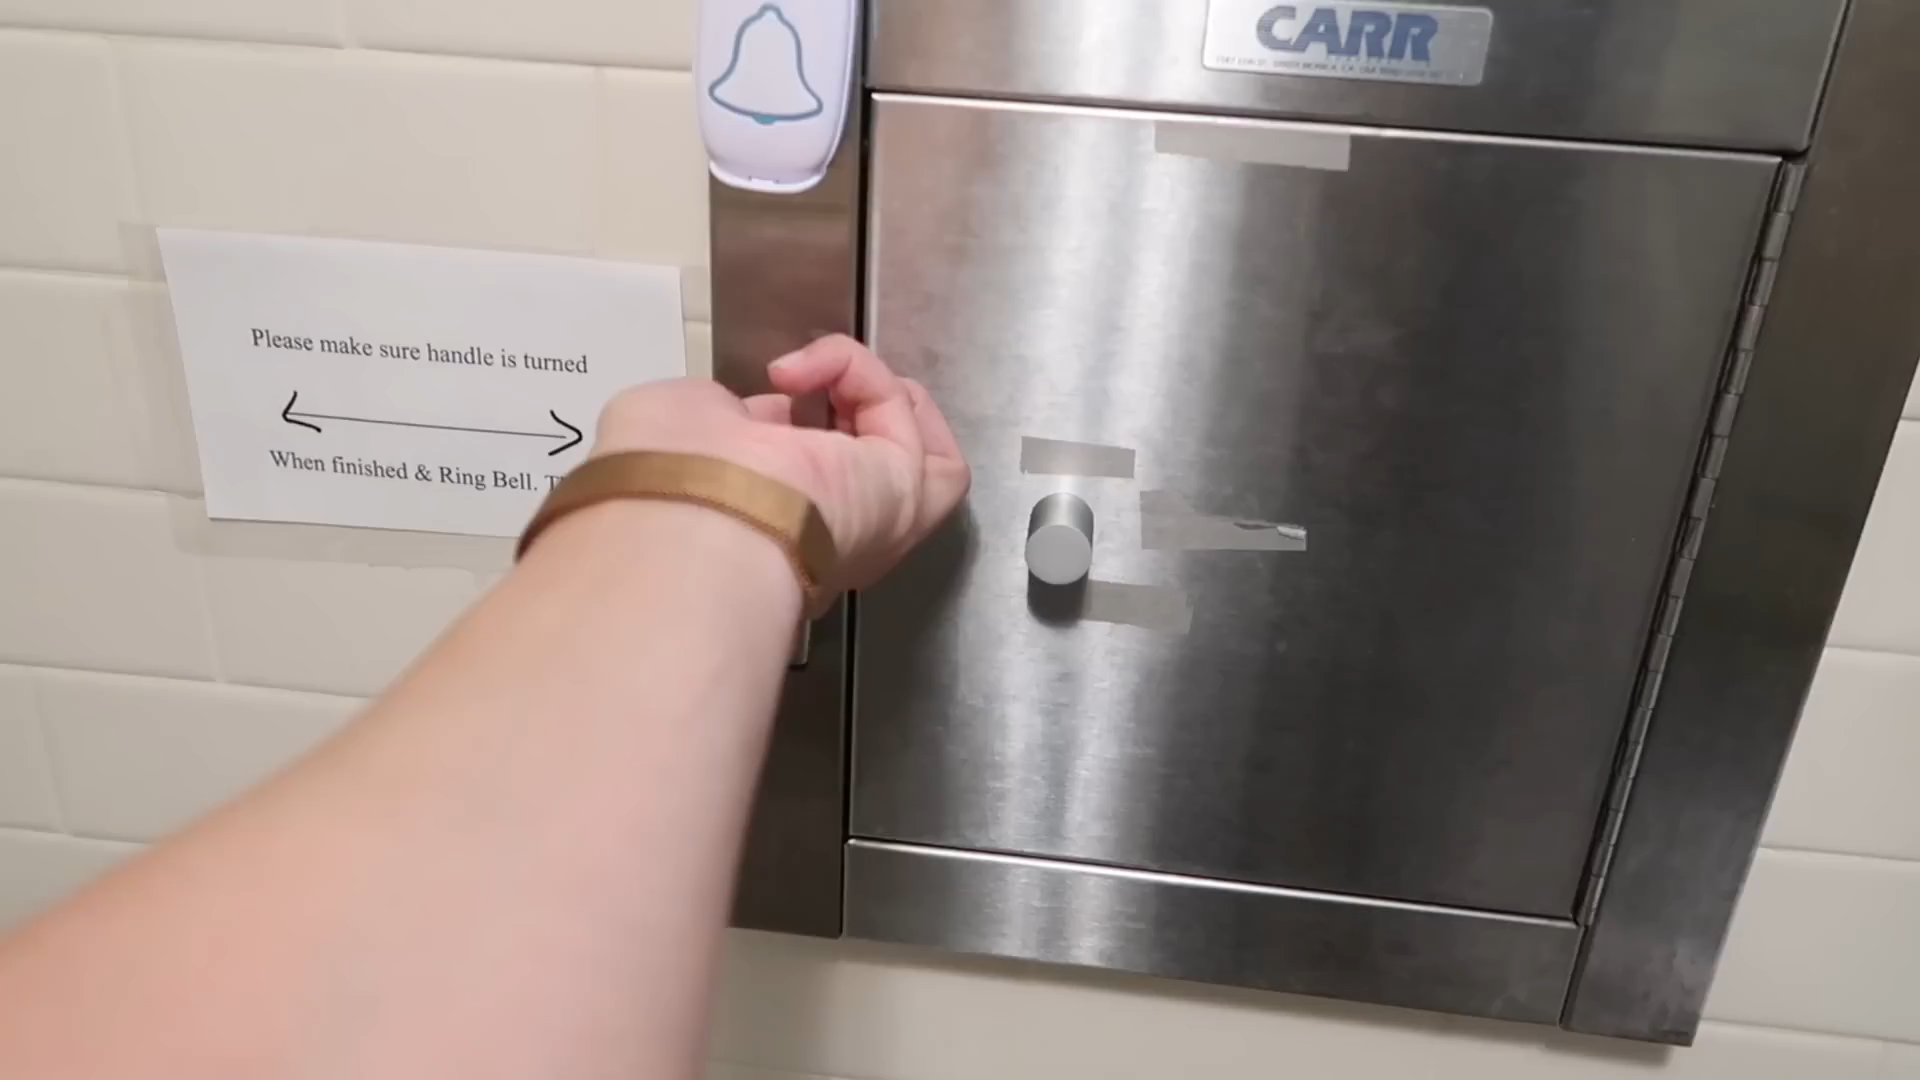 CARR
Please make sure handle is turned
When finished & Ring Bell.